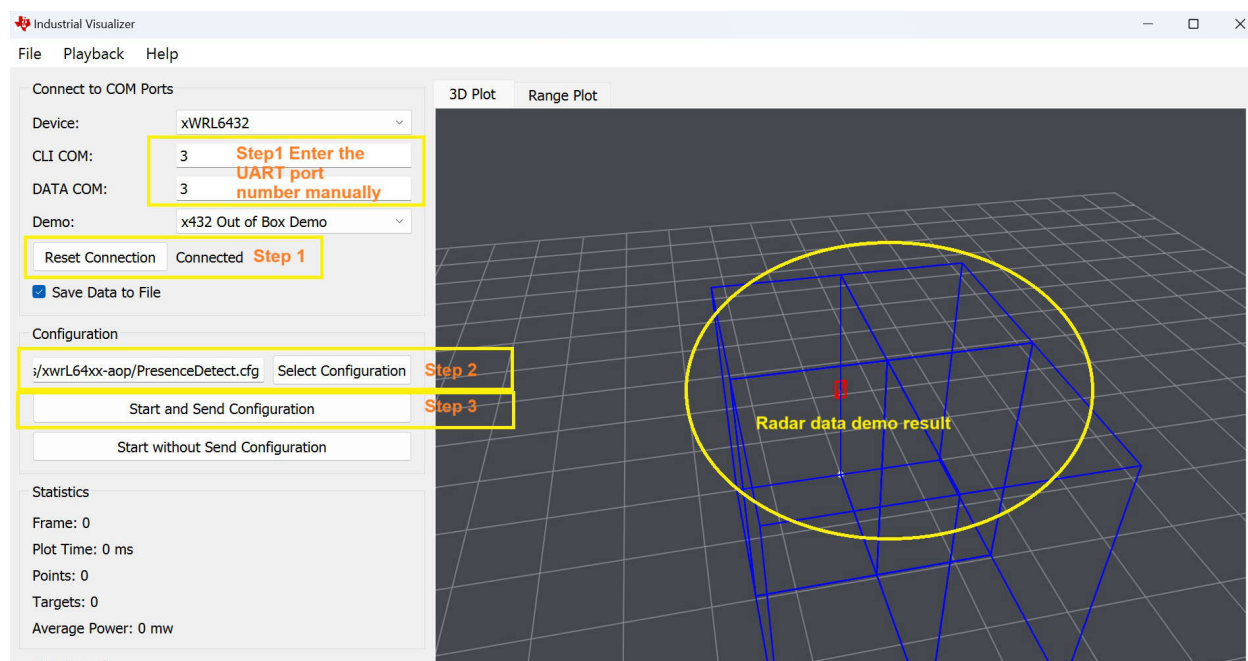 Industrial Visualizer
File Playback Help
Connect to COM Ports
Device: xWRL6432
CLI COM: 3
DATA COM: 3
Step1 Enter the
UART port
number manually
Demo: x432 Out of Box Demo
Reset Connection Connected Step 1
Save Data to File
Configuration
s/xwrL64xx-aop/PresenceDetect.cfg Select Configuration Step 2
Start and Send Configuration Step 3
Start without Send Configuration
Statistics
Frame: 0
Plot Time: 0 ms
Points: 0
Targets: 0
Average Power: 0 mw
3D Plot Range Plot
Radar data demo result